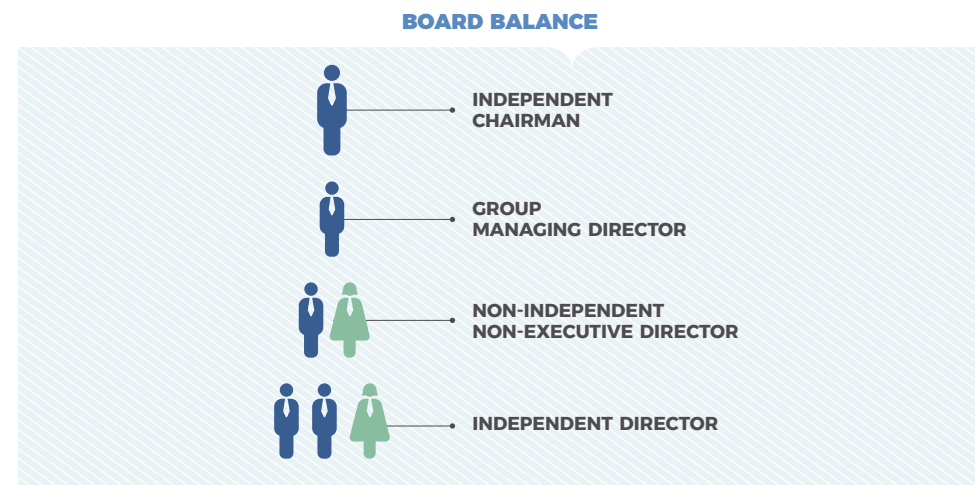 BOARD BALANCE
INDEPENDENT
CHAIRMAN
GROUP
MANAGING DIRECTOR
NON-INDEPENDENT
NON-EXECUTIVE DIRECTOR
INDEPENDENT DIRECTOR